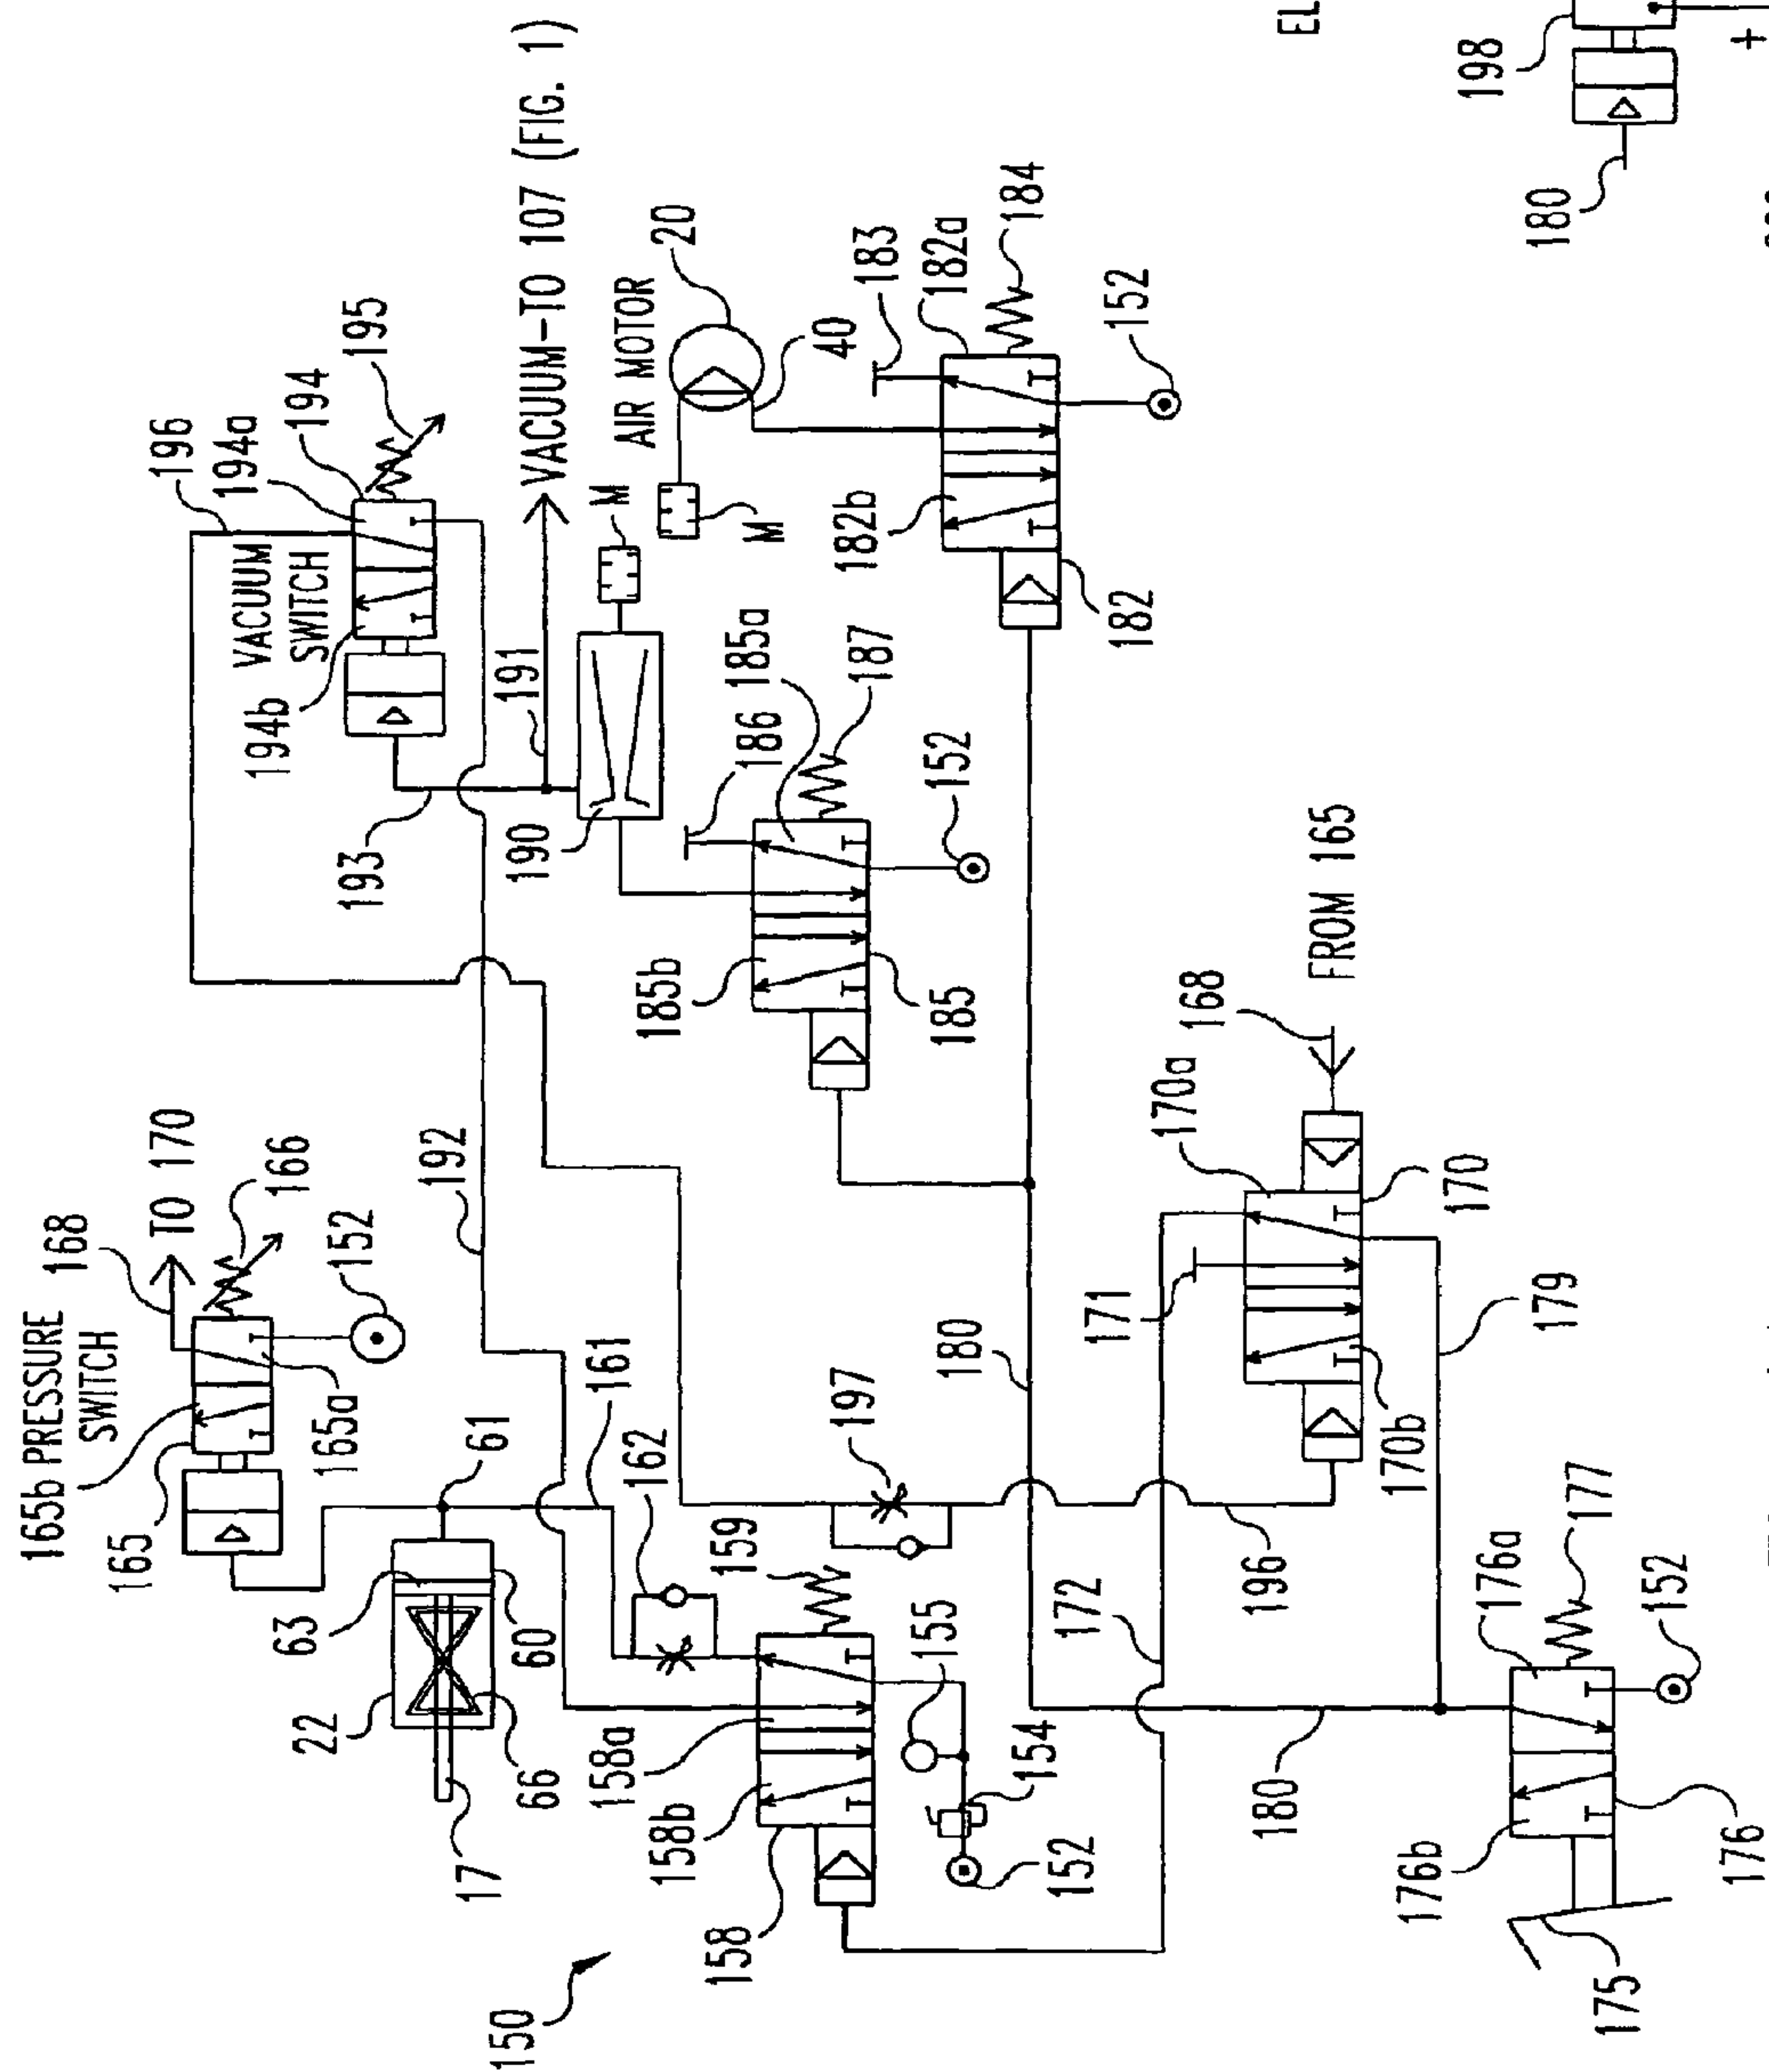 150
165b PRESSURE
SWITCH
165
168
TO 170
166
152
165a
61
63
22
60
66
17
161
162
192
196
194a
194
195
VACUUM
SWITCH
194b
193
191
VACUUM-TO 107 (FIG. 1)
190
M
AIR MOTOR
20
M
40
186
185a
187
152
185b
185
183
182a
184
152
182b
182
158a
158b
158
159
155
154
152
197
180
171
170a
168
FROM 165
170
170b
172
196
179
180
176a
177
152
176b
176
175
EL
198
180
+